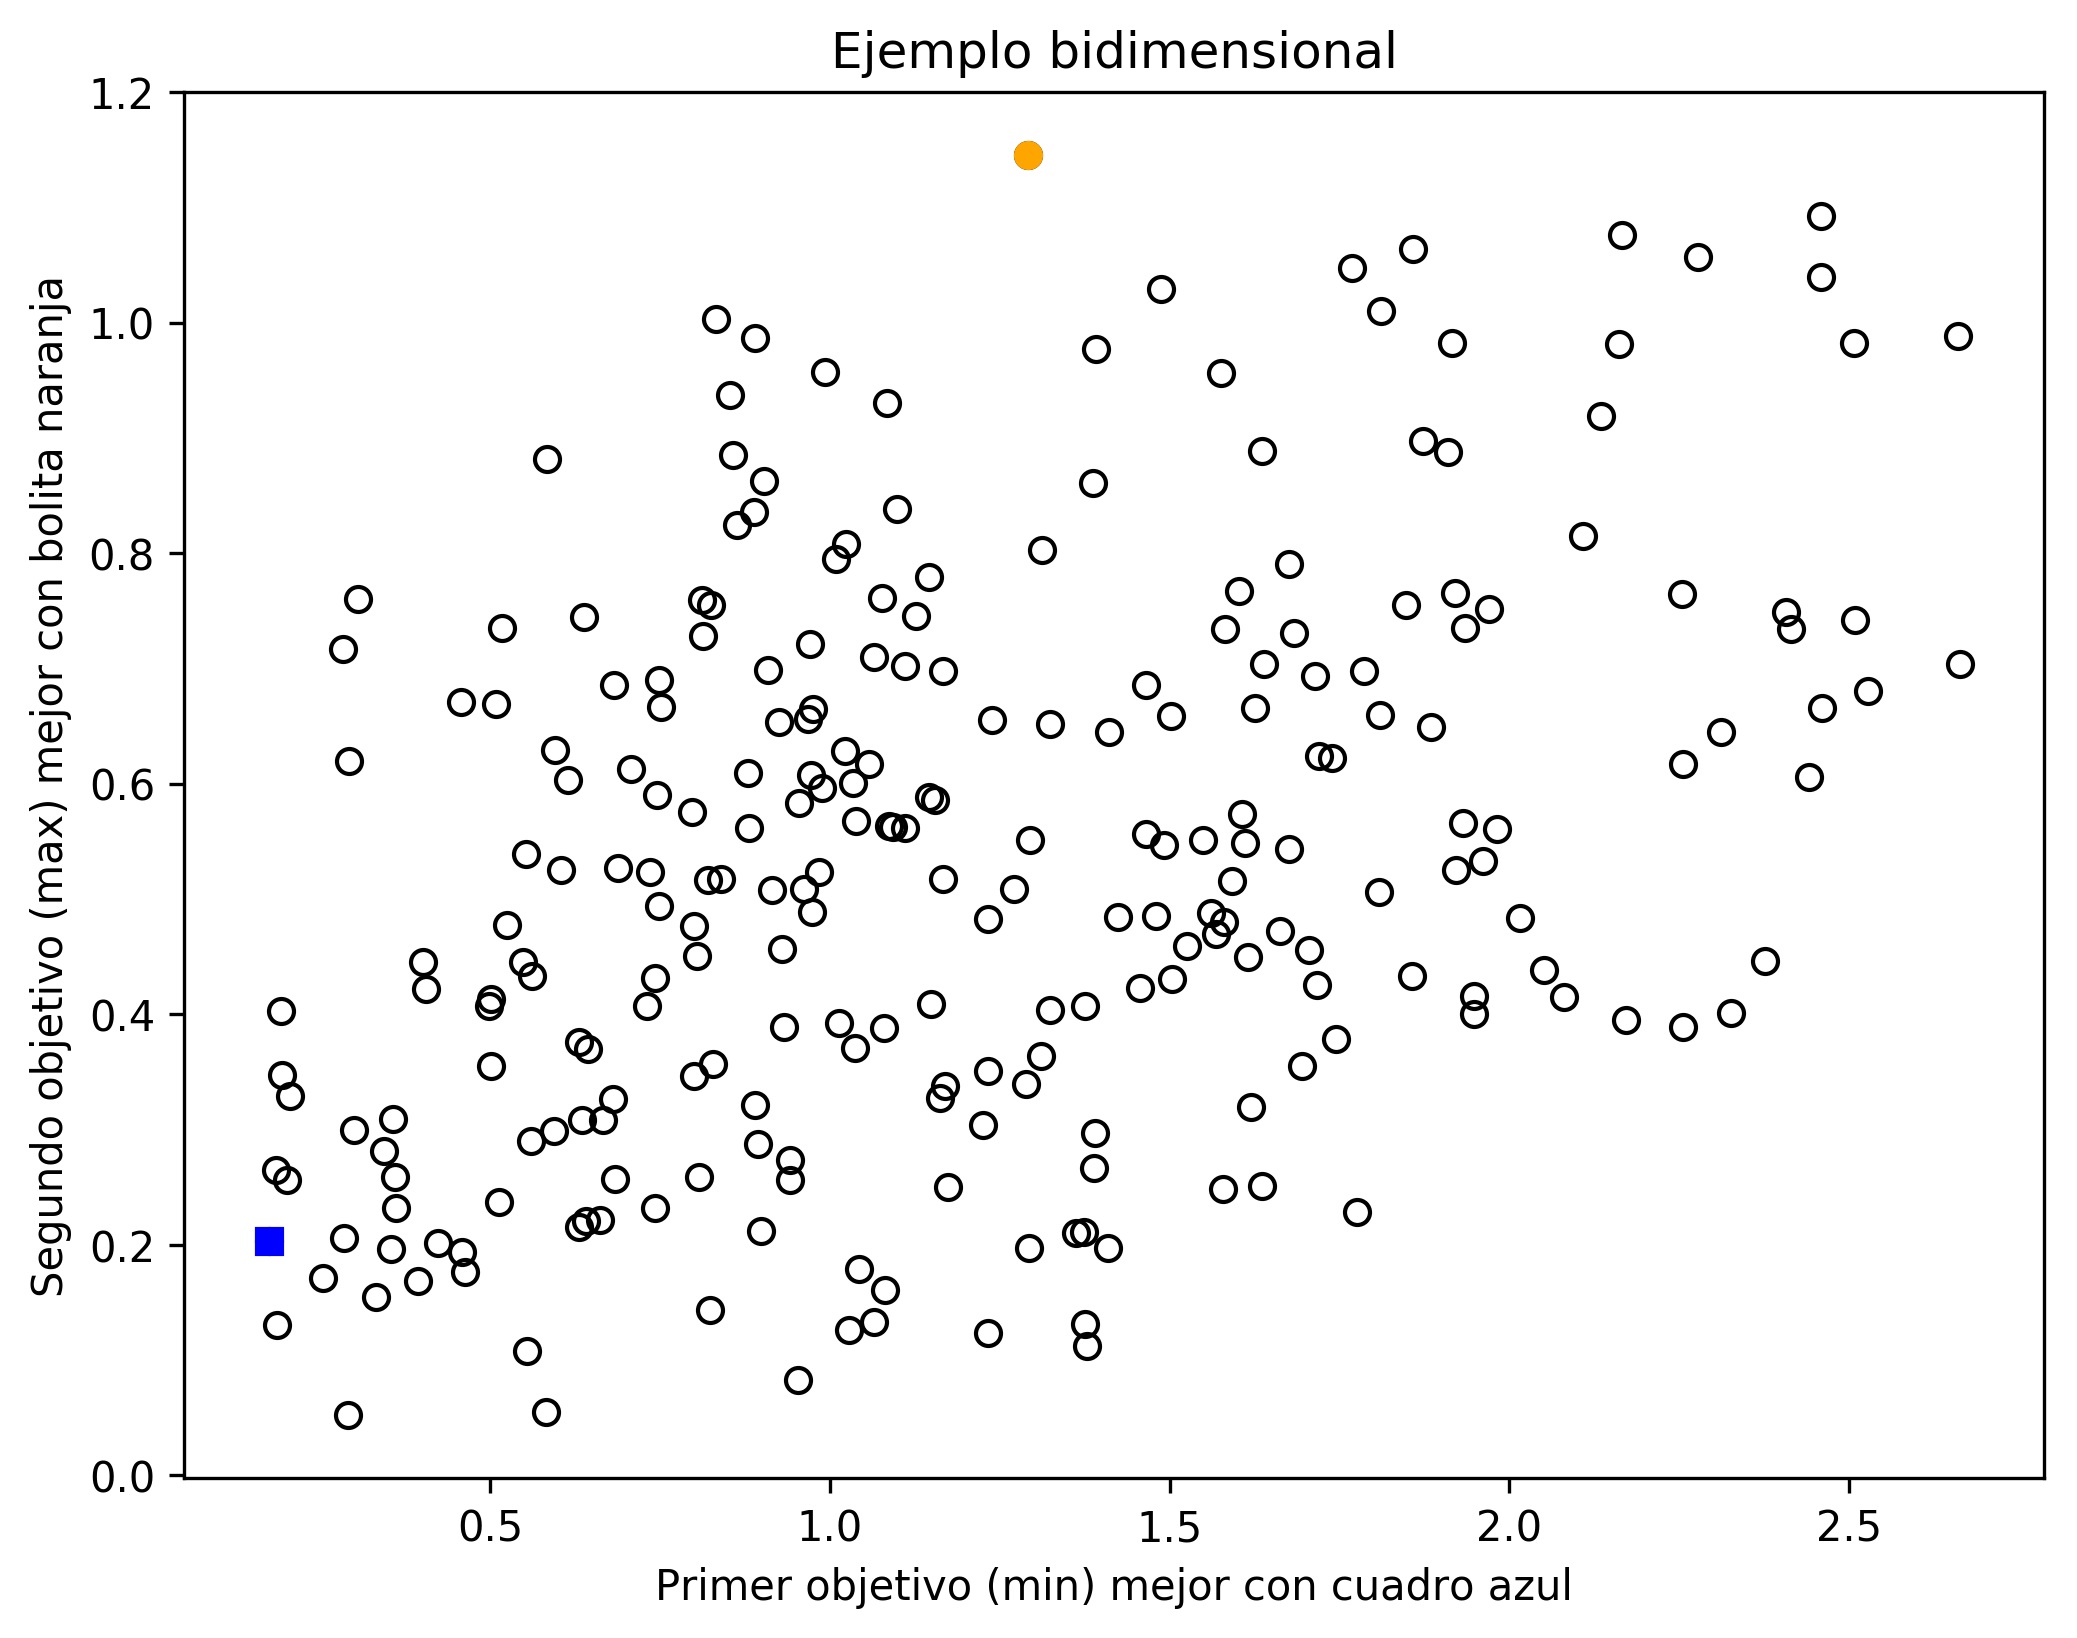 Ejemplo bidimensional
Segundo objetivo (max) mejor con bolita naranja
1.2
1.0
0.8
0.6
0.4
0.2
0.0
0.5 1.0 1.5 2.0 2.5
Primer objetivo (min) mejor con cuadro azul